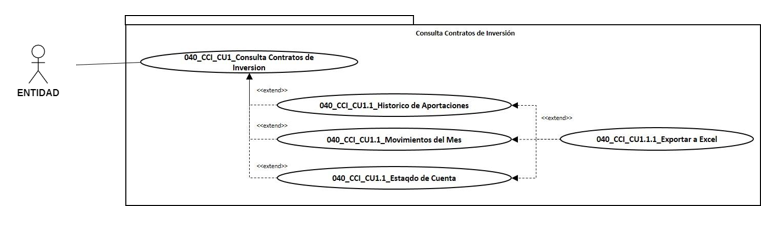 Consulta Contratos de Inversión
040_CCI_CU1_Consulta Contratos de
Inversion
ENTIDAD
<<extend>>
040_CCI_CU1.1_Historico de Aportaciones
<<extend>>
<<extend>>
040_CCI_CU1.1_Movimientos del Mes
040_CCI_CU1.1.1_Exportar a Excel
<<extend>>
040_CCI_CU1.1_Estaqdo de Cuenta